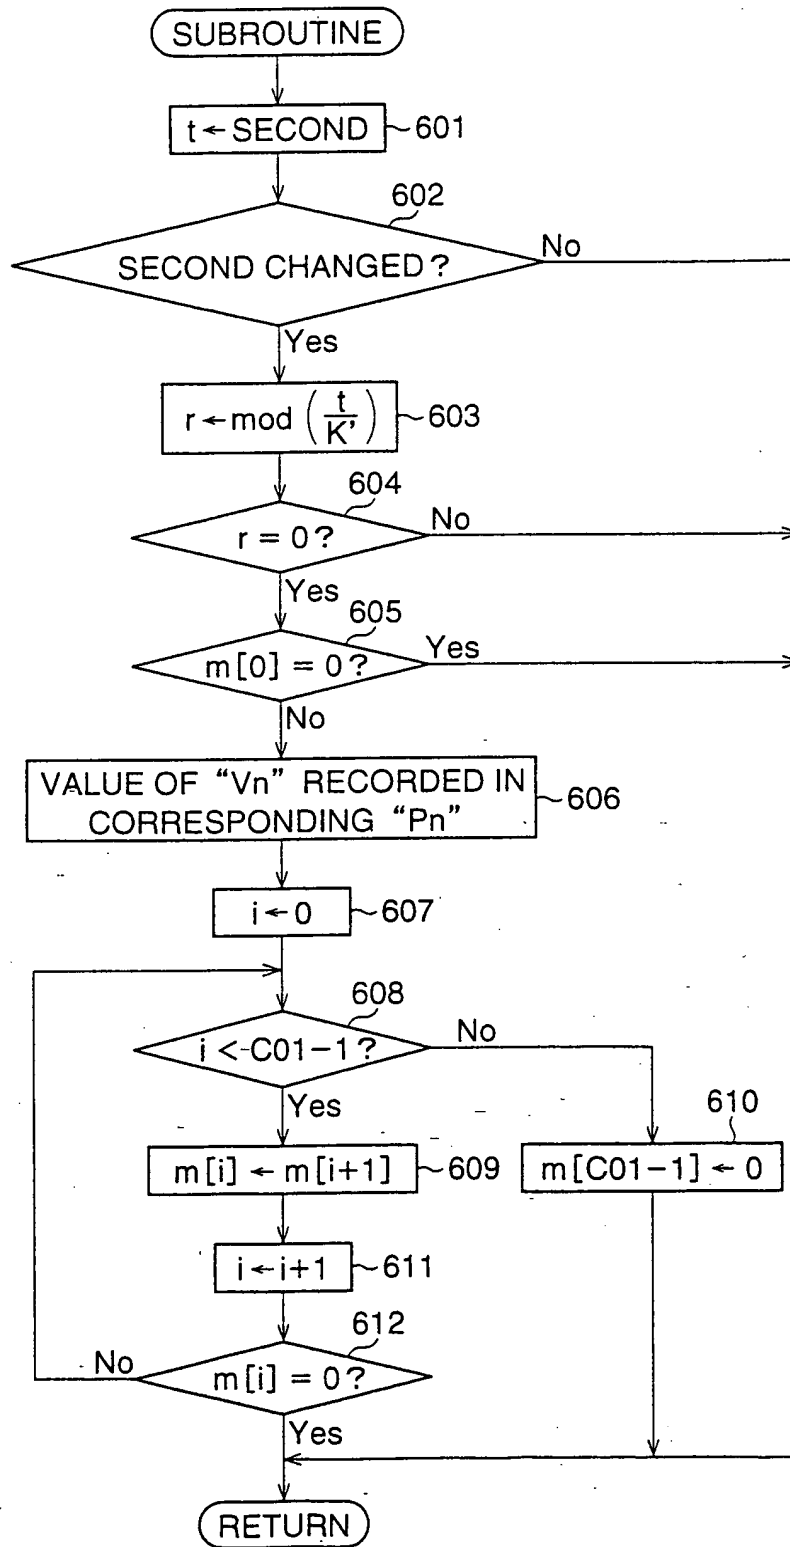 SUBROUTINE
t←SECOND
601
602
SECOND CHANGED?
No
Yes
r←mod (t/K')
603
604
r = 0?
No
Yes
605
m[0] = 0?
Yes
No
VALUE OF “Vn” RECORDED IN
CORRESPONDING “Pn”
606
i←0
607
608
i<C01−1?
No
Yes
610
m[i]←m[i+1]
609
m[C01−1]←0
i←i+1
611
612
No
m[i] = 0?
Yes
RETURN